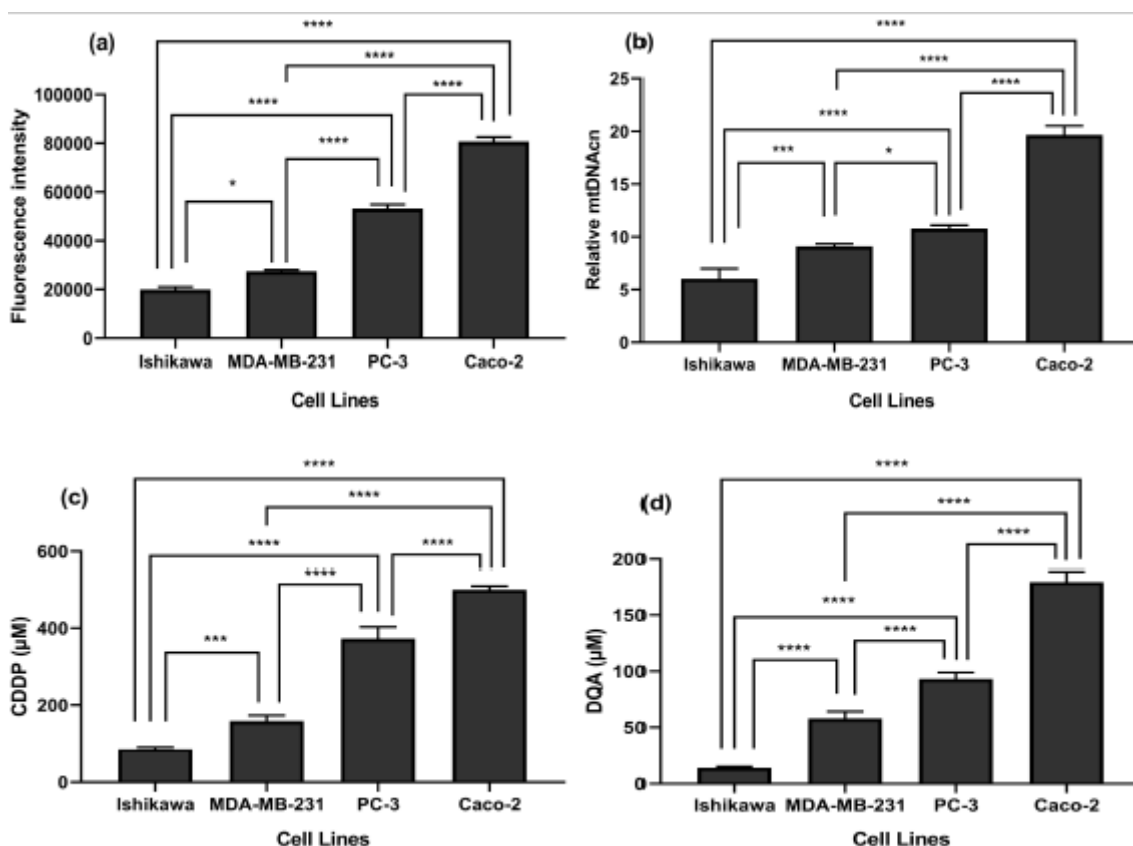 (a)
****
****
****
****
****
*
Fluorescence intensity
100000
80000
60000
40000
20000
0
Ishikawa MDA-MB-231 PC-3 Caco-2
Cell Lines
(b)
****
****
****
****
***
*
Relative mtDNAcn
25
20
15
10
5
0
Ishikawa MDA-MB-231 PC-3 Caco-2
Cell Lines
(c)
****
****
****
****
****
***
CDDP (µM)
600
400
200
0
Ishikawa MDA-MB-231 PC-3 Caco-2
Cell Lines
(d)
****
****
****
****
****
****
DQA (µM)
200
150
100
50
0
Ishikawa MDA-MB-231 PC-3 Caco-2
Cell Lines